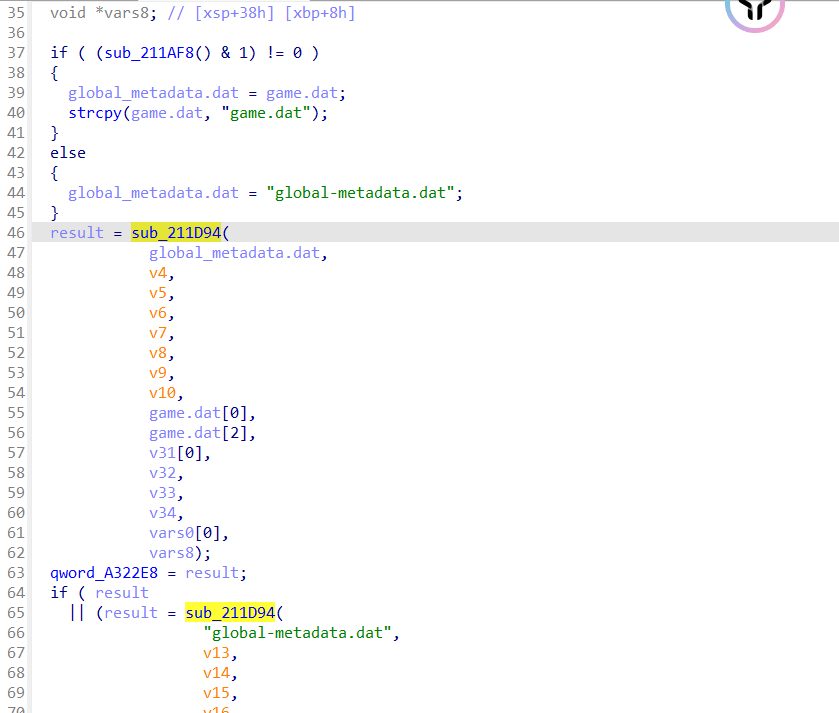 35 void *vars8; // [xsp+38h] [xbp+8h]
36
37 if ( (sub_211AF8() & 1) != 0 )
38 {
39 global_metadata.dat = game.dat;
40 strcpy(game.dat, "game.dat");
41 }
42 else
43 {
44 global_metadata.dat = "global-metadata.dat";
45 }
46 result = sub_211D94(
47 global_metadata.dat,
48 v4,
49 v5,
50 v6,
51 v7,
52 v8,
53 v9,
54 v10,
55 game.dat[0],
56 game.dat[2],
57 v31[0],
58 v32,
59 v33,
60 v34,
61 vars0[0],
62 vars8);
63 qword_A322E8 = result;
64 if ( result
65 || (result = sub_211D94(
66 "global-metadata.dat",
67 v13,
68 v14,
69 v15,
70 v16,